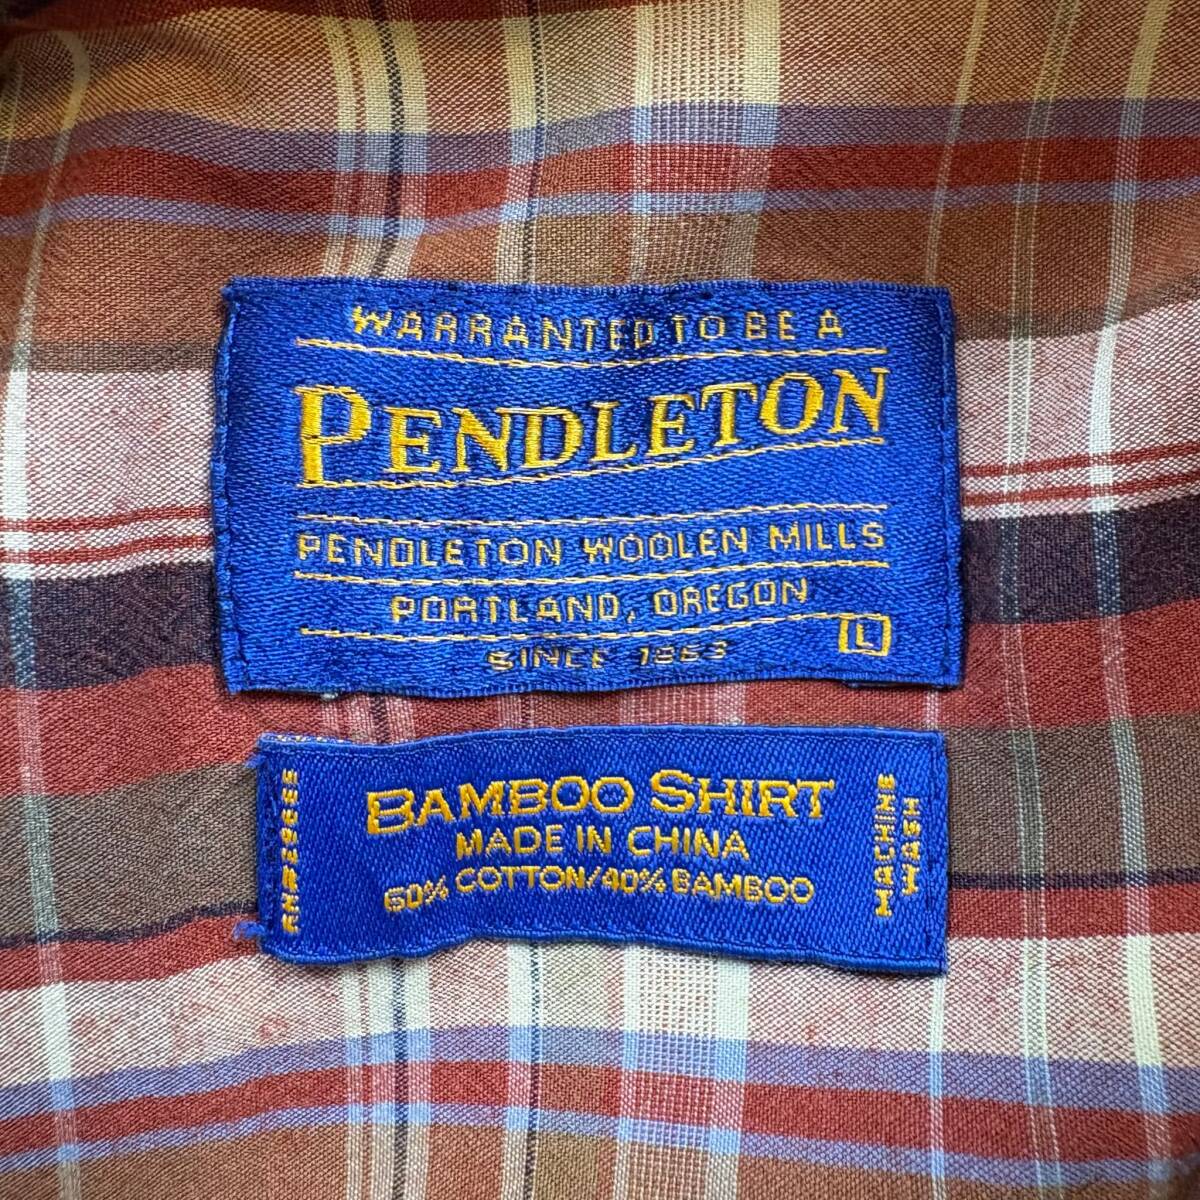 WARRANTED TO BE A
PENDLETON
PENDLETON WOOLEN MILLS
PORTLAND, OREGON
SINCE 1863
L
BAMBOO SHIRT
MADE IN CHINA
60% COTTON/40% BAMBOO
MACHINE
WASH